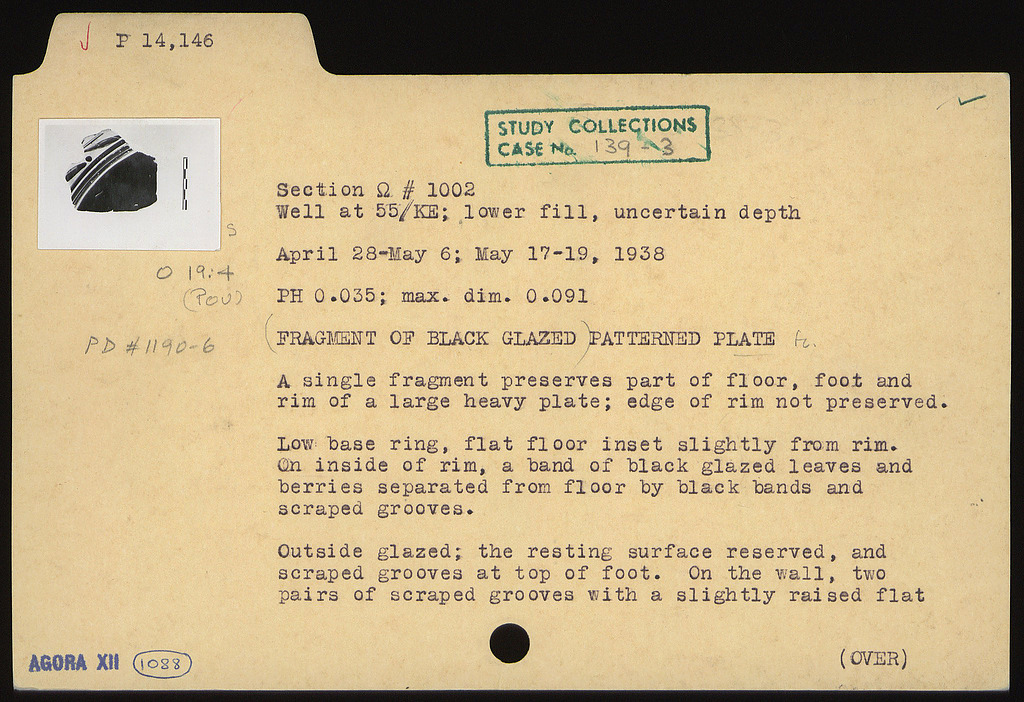 P 14,146
STUDY COLLECTIONS
CASE No. 139-3
Section Ω # 1002
Well at 55/KE; lower fill, uncertain depth
S
April 28-May 6; May 17-19, 1938
O 19:4
(POU)
PH 0.035; max. dim. 0.091
(FRAGMENT OF BLACK GLAZED) PATTERNED PLATE fr.
PD #1190-6
A single fragment preserves part of floor, foot and
rim of a large heavy plate; edge of rim not preserved.
Low base ring, flat floor inset slightly from rim.
On inside of rim, a band of black glazed leaves and
berries separated from floor by black bands and
scraped grooves.
Outside glazed; the resting surface reserved, and
scraped grooves at top of foot. On the wall, two
pairs of scraped grooves with a slightly raised flat
AGORA XII 1088
(OVER)